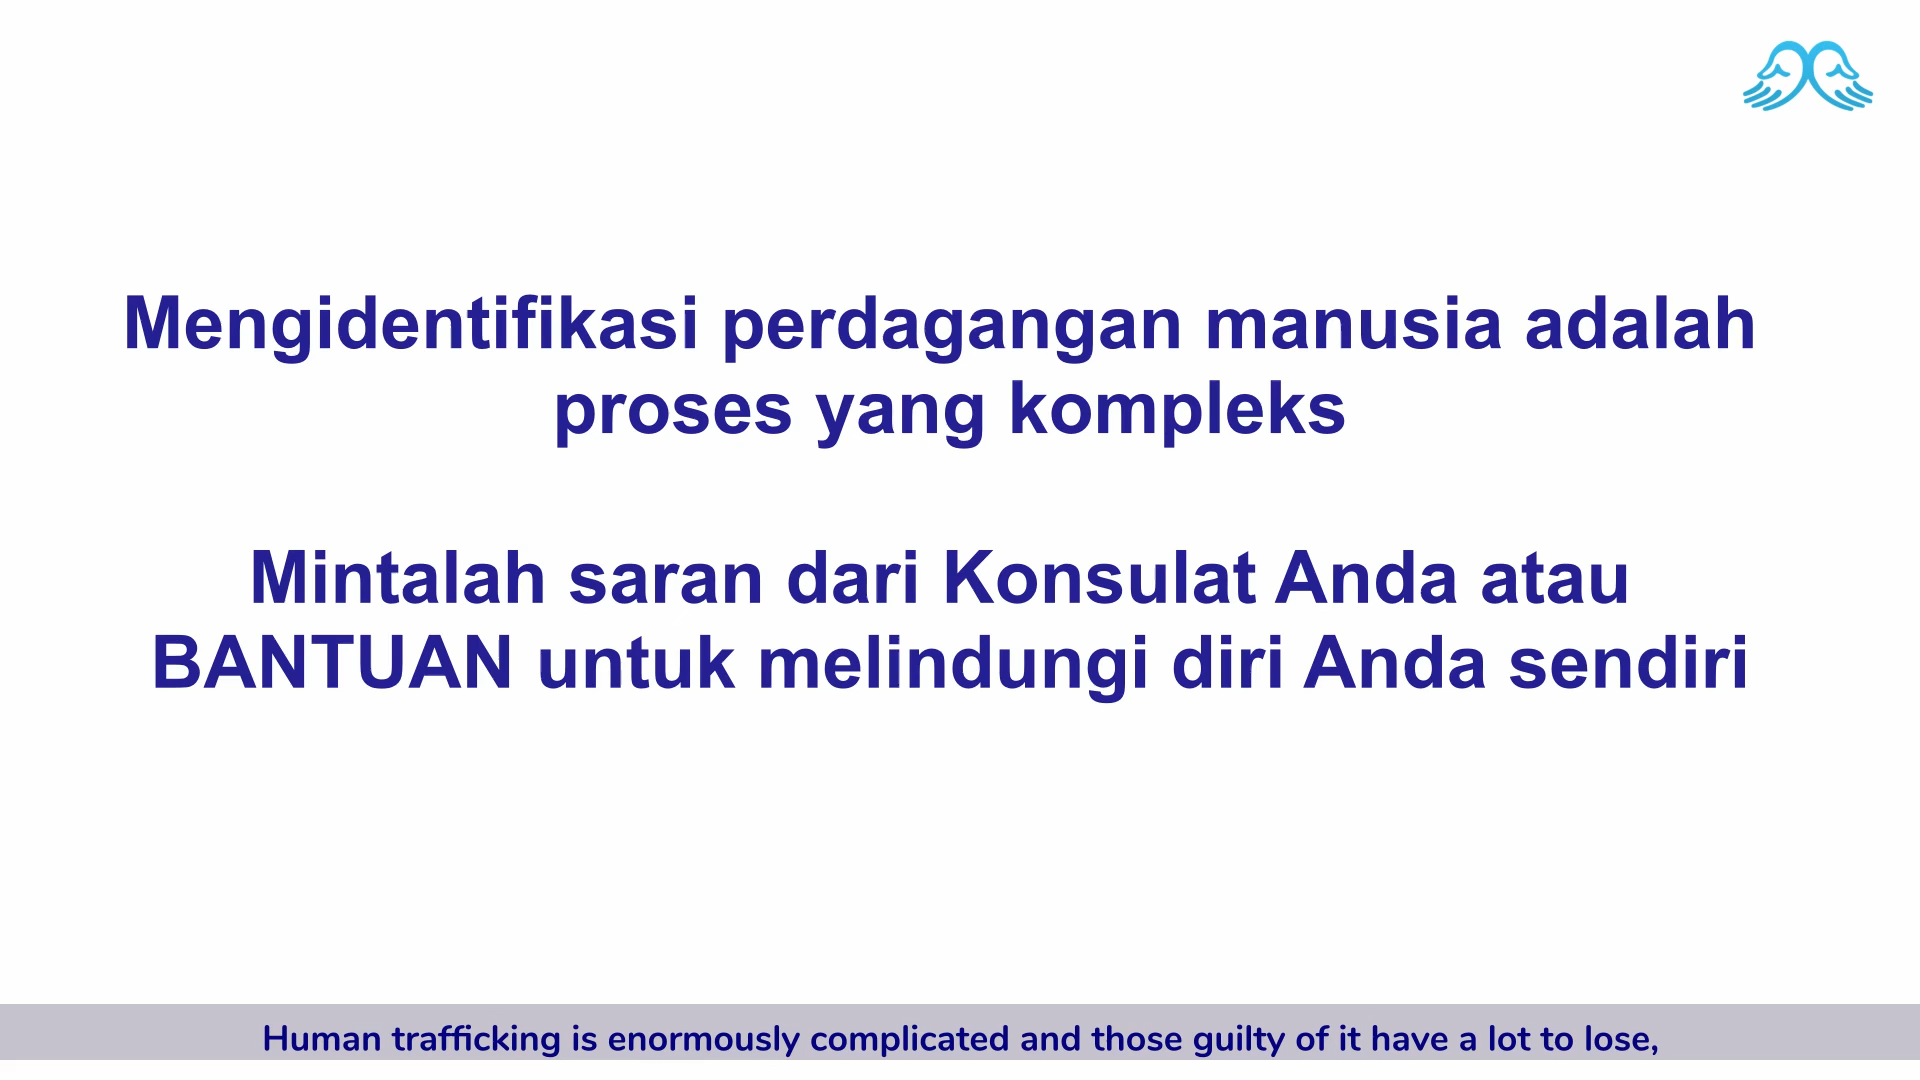 Mengidentifikasi perdagangan manusia adalah
proses yang kompleks
Mintalah saran dari Konsulat Anda atau
BANTUAN untuk melindungi diri Anda sendiri
Human trafficking is enormously complicated and those guilty of it have a lot to lose,